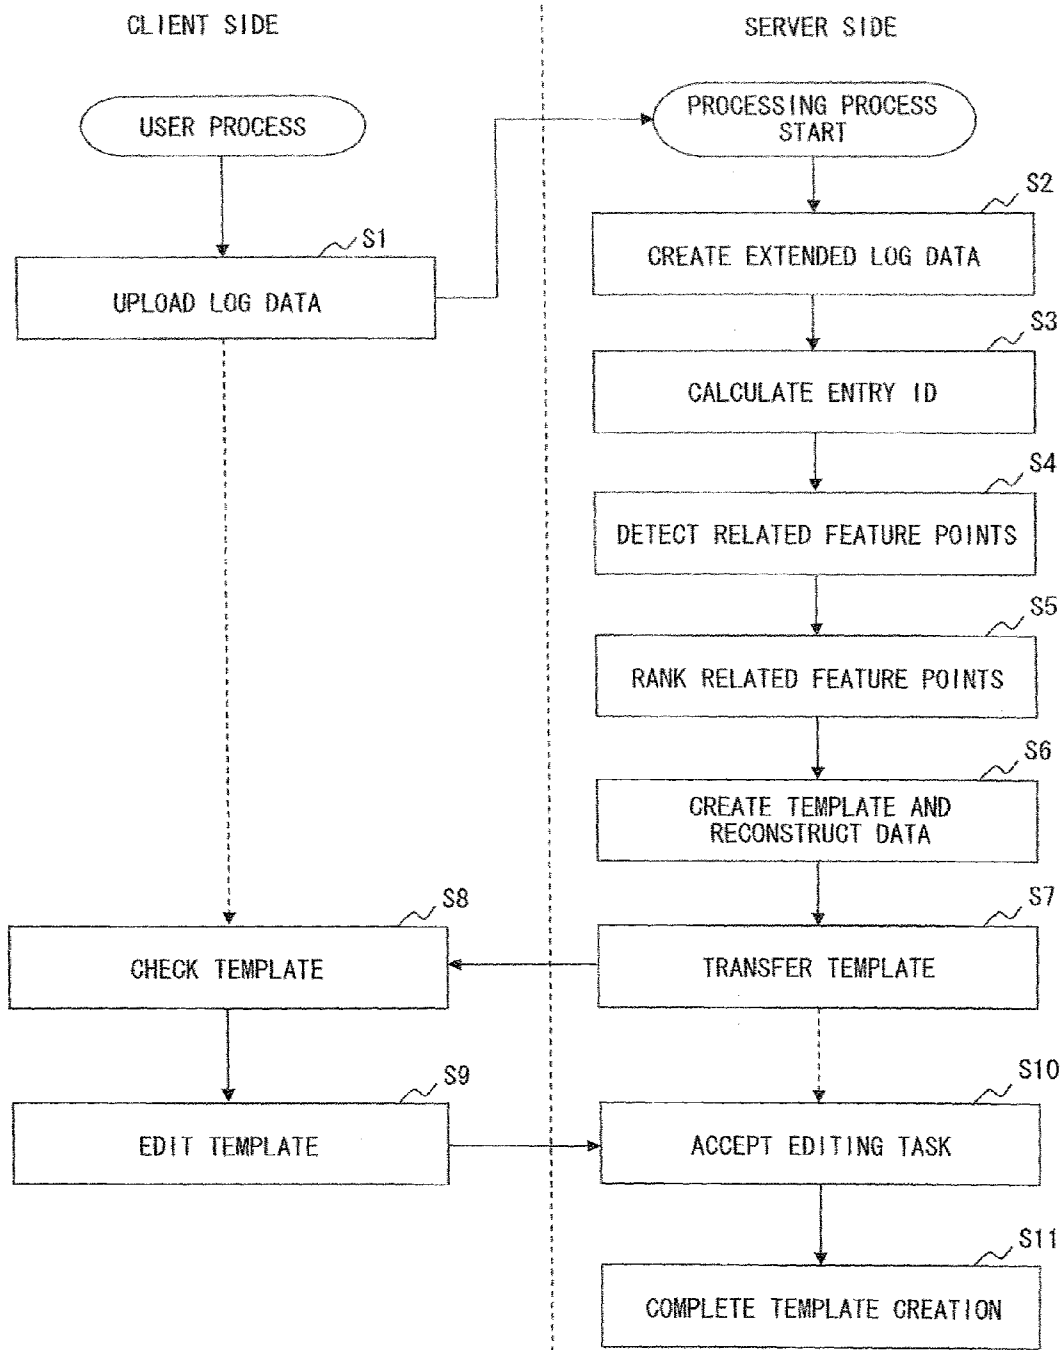 CLIENT SIDE
SERVER SIDE
USER PROCESS
PROCESSING PROCESS
START
S1
UPLOAD LOG DATA
S2
CREATE EXTENDED LOG DATA
S3
CALCULATE ENTRY ID
S4
DETECT RELATED FEATURE POINTS
S5
RANK RELATED FEATURE POINTS
S6
CREATE TEMPLATE AND
RECONSTRUCT DATA
S7
TRANSFER TEMPLATE
S8
CHECK TEMPLATE
S9
EDIT TEMPLATE
S10
ACCEPT EDITING TASK
S11
COMPLETE TEMPLATE CREATION